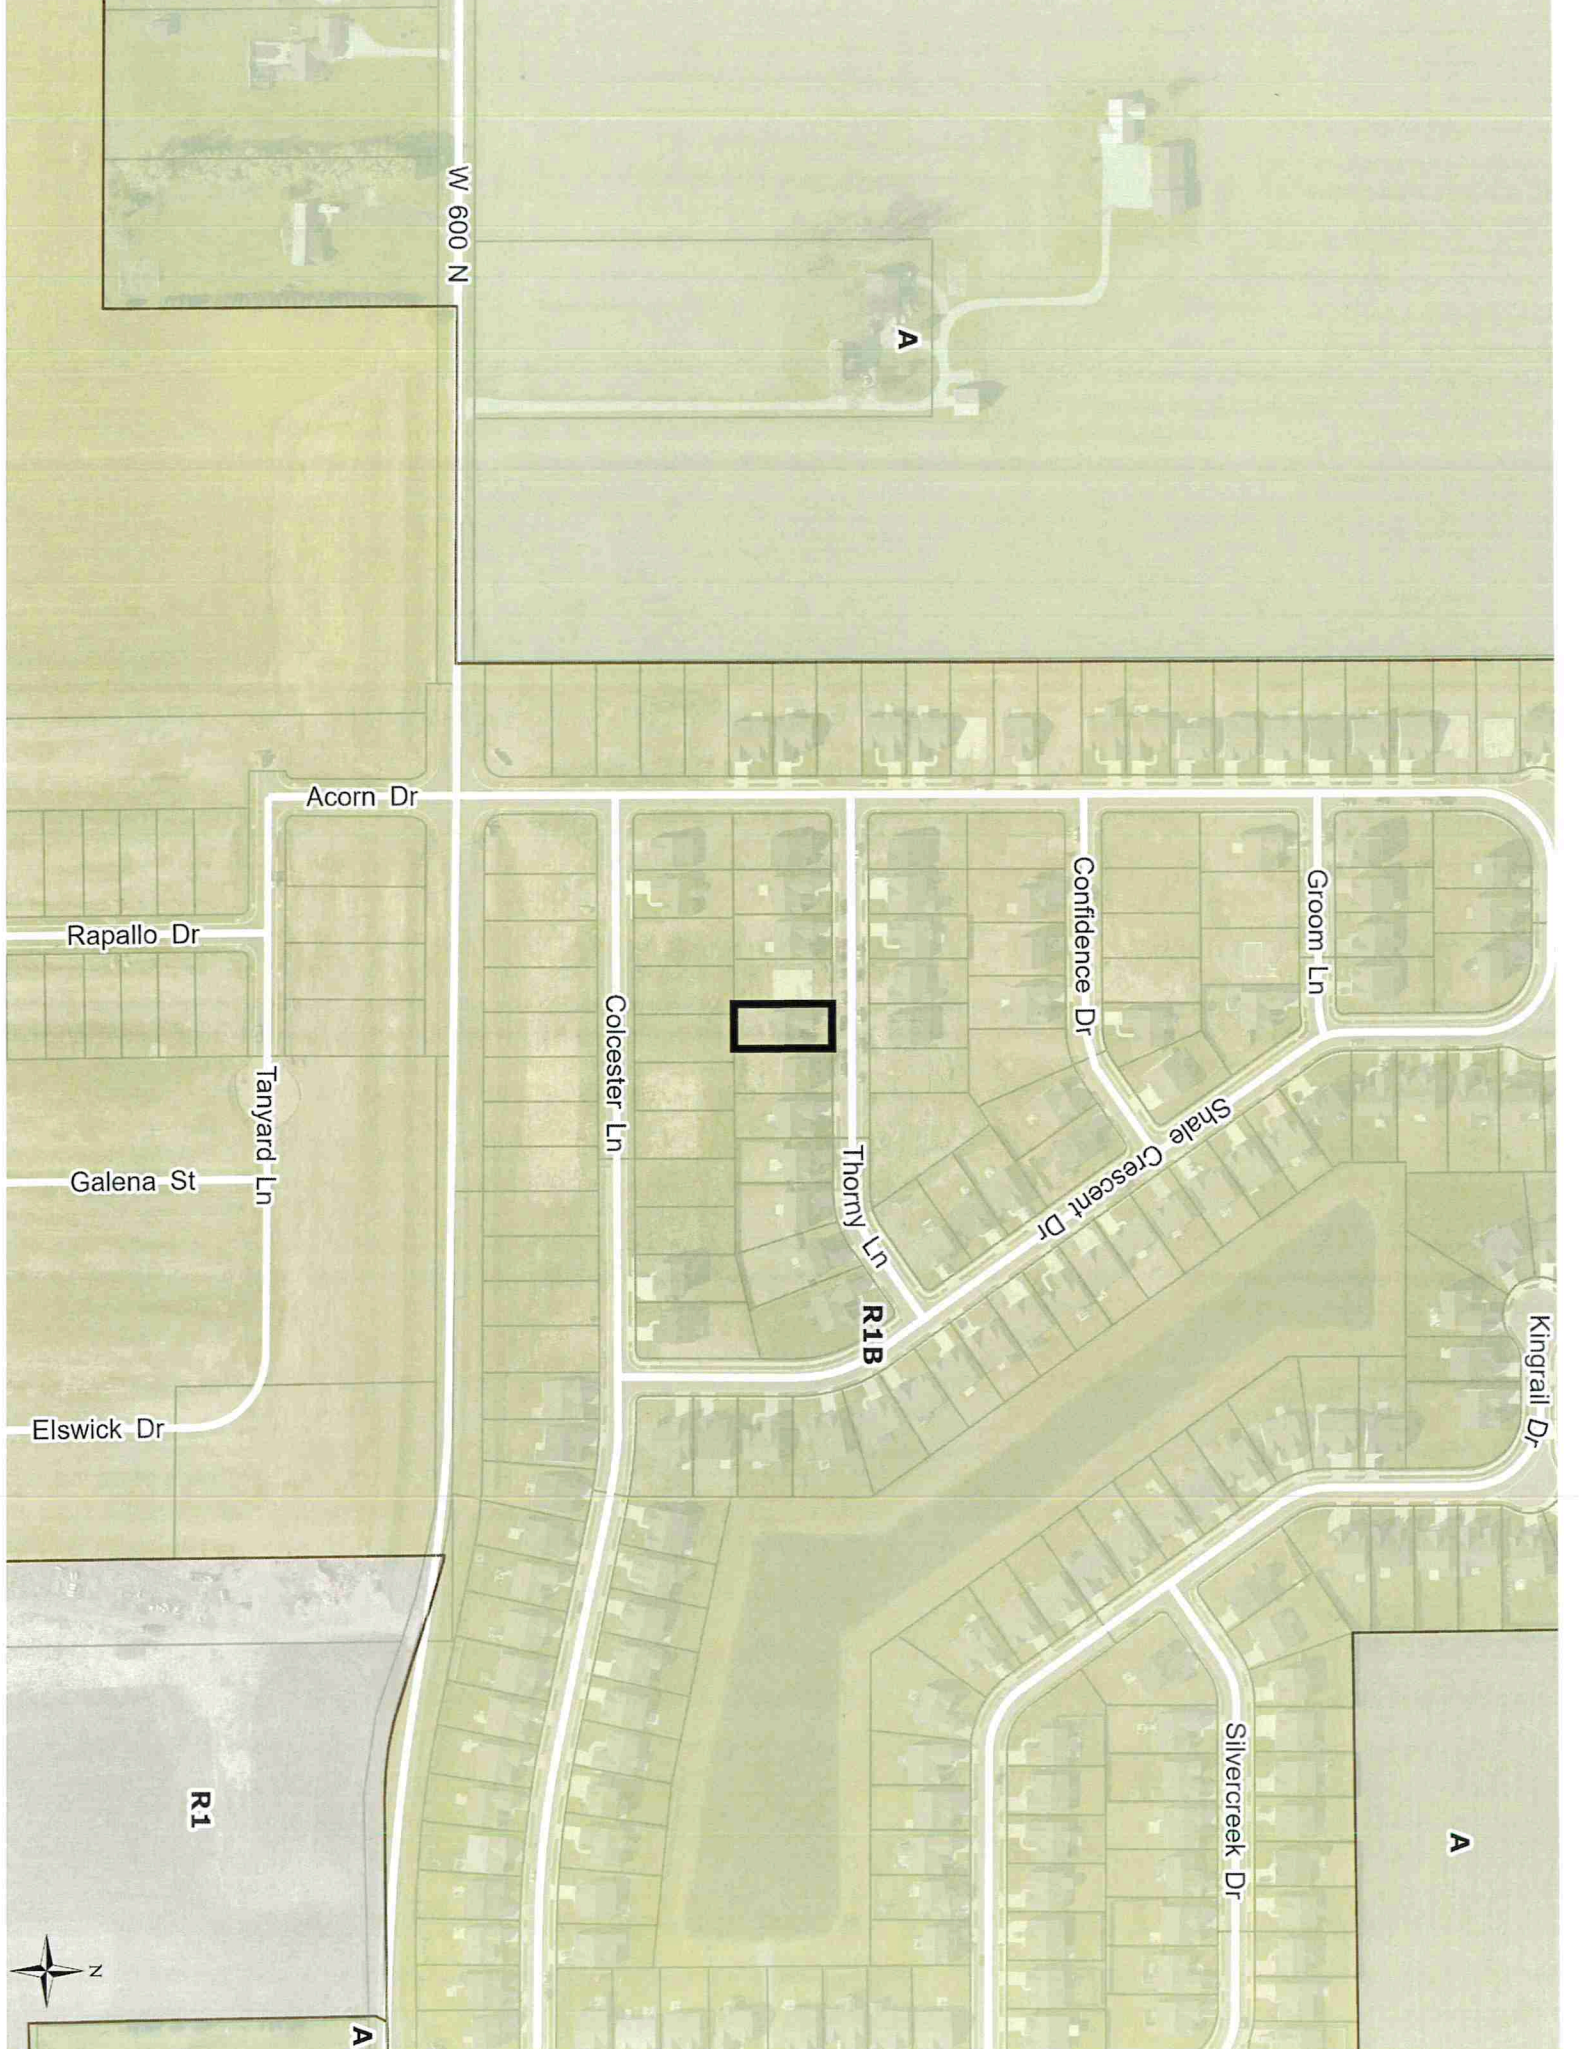 W 600 N
A
Acorn Dr
Confidence Dr
Groom Ln
Rapallo Dr
Colcester Ln
Tanyard Ln
Thorny Ln
Shale Crescent Dr
Galena St
R1B
Kingrail Dr
Elswick Dr
R1
Silvercreek Dr
A
N
A